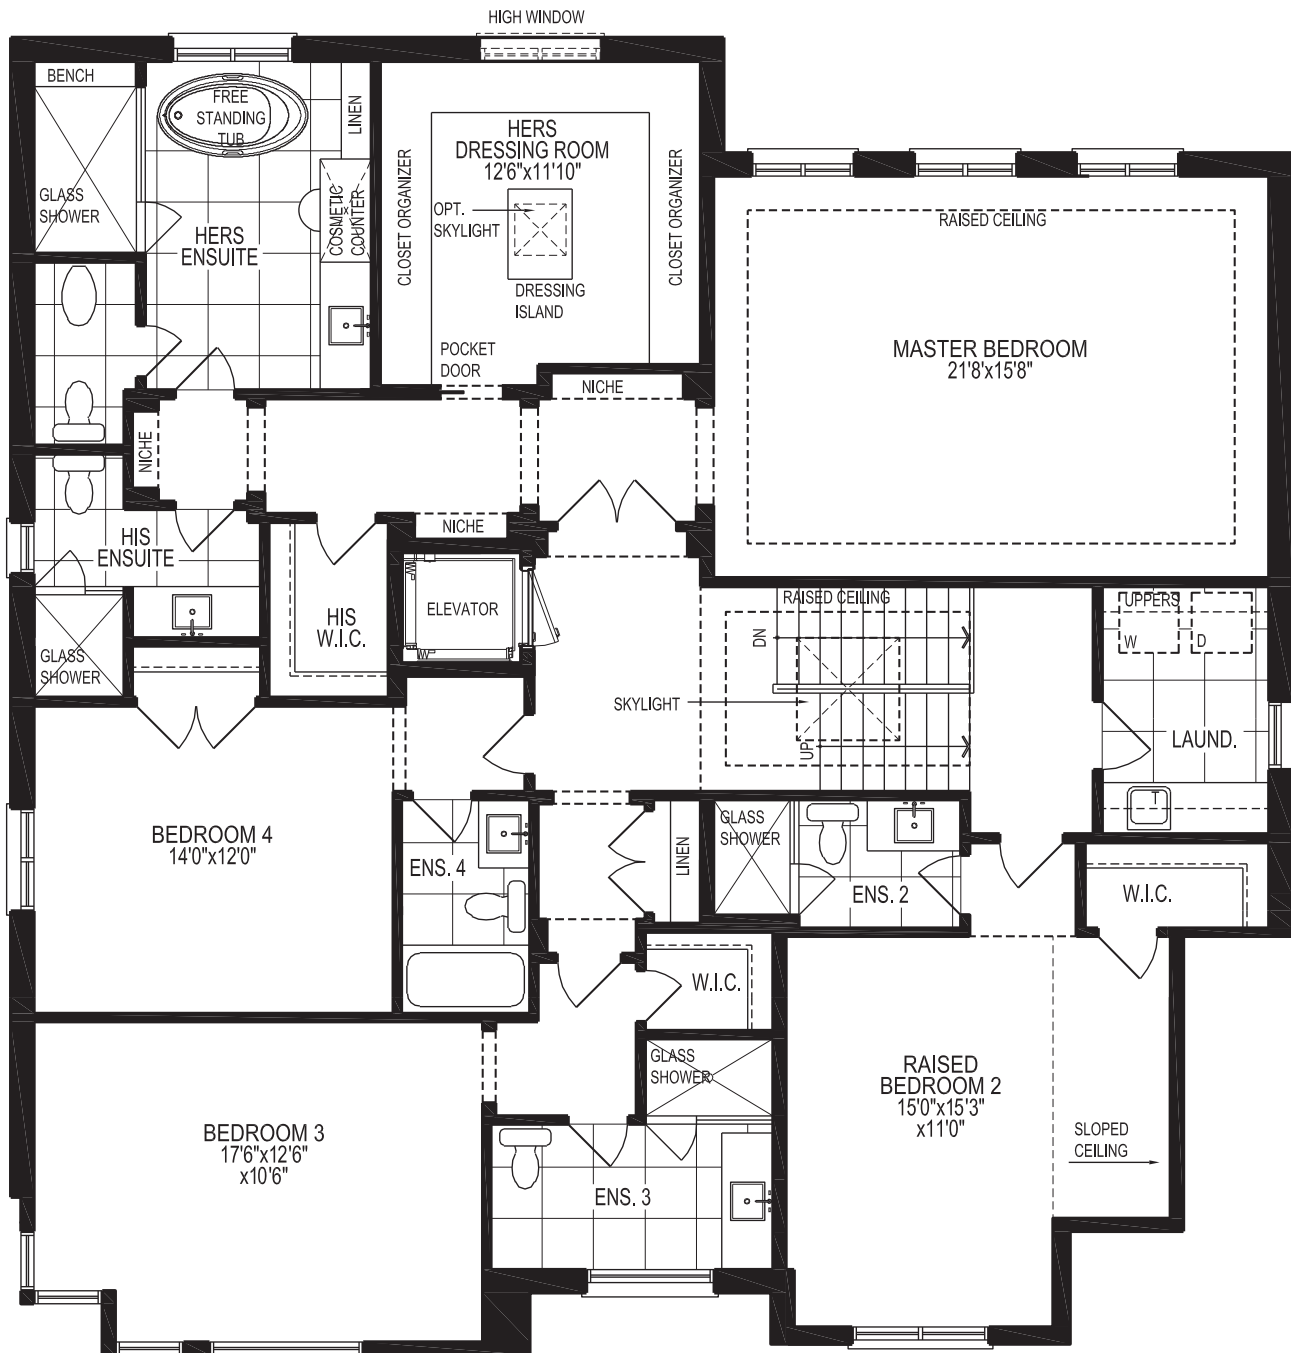 HIGH WINDOW
BENCH
FREE
STANDING
TUB
LINEN
GLASS
SHOWER
HERS
ENSUITE
COSMETIC
COUNTER
CLOSET ORGANIZER
HERS
DRESSING ROOM
12'6"x11'10"
OPT.
SKYLIGHT
DRESSING
ISLAND
CLOSET ORGANIZER
POCKET
DOOR
RAISED CEILING
MASTER BEDROOM
21'8'x15'8"
NICHE
NICHE
NICHE
HIS
ENSUITE
GLASS
SHOWER
HIS
W.I.C.
ELEVATOR
RAISED CEILING
DN
SKYLIGHT
UP
UPPERS
W
D
LAUND.
T
BEDROOM 4
14'0"x12'0"
ENS. 4
LINEN
GLASS
SHOWER
ENS. 2
W.I.C.
W.I.C.
GLASS
SHOWER
BEDROOM 3
17'6"x12'6"
x10'6"
ENS. 3
RAISED
BEDROOM 2
15'0"x15'3"
x11'0"
SLOPED
CEILING